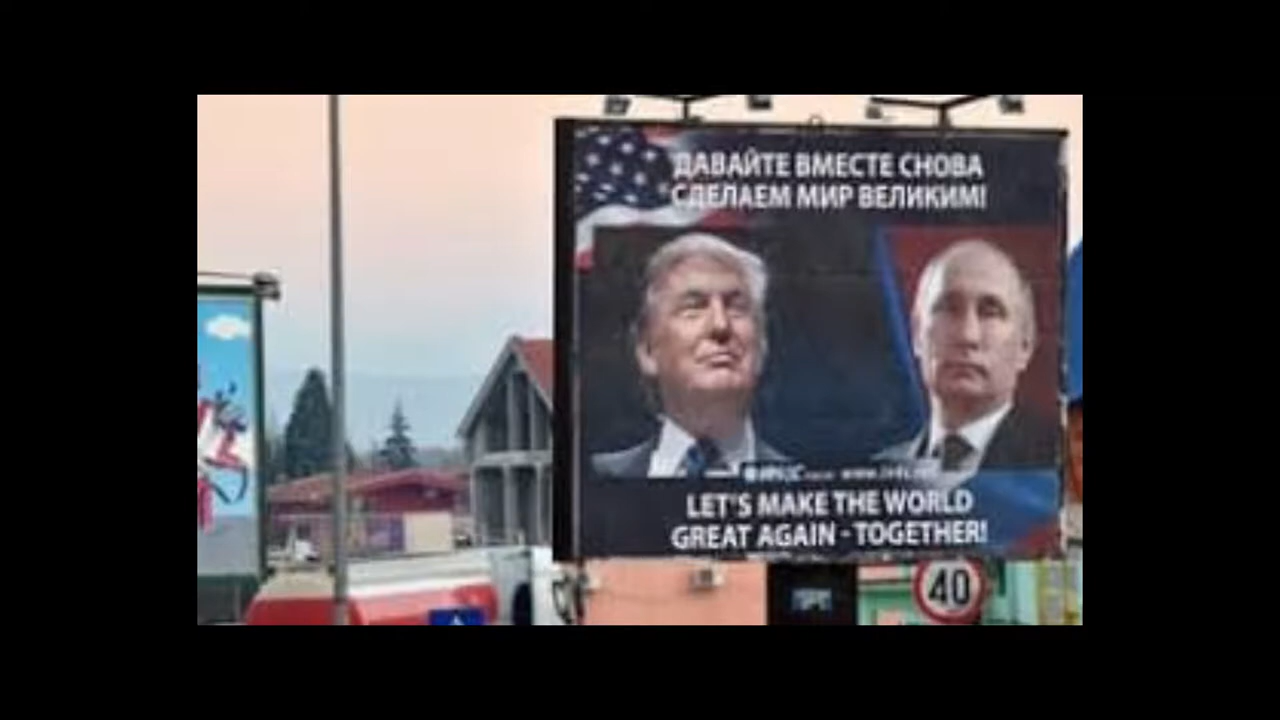 ДАВАЙТЕ ВМЕСТЕ СНОВА
СДЕЛАЕМ МИР ВЕЛИКИМ!
LET'S MAKE THE WORLD
GREAT AGAIN - TOGETHER!
40